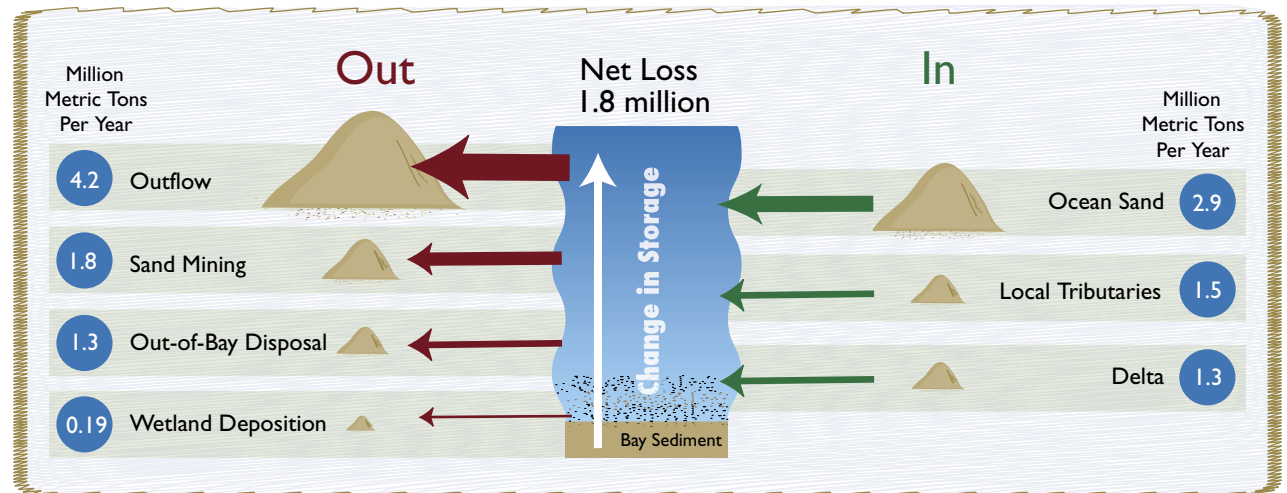 Out
Net Loss
1.8 million
In
Million
Metric Tons
Per Year
4.2 Outflow
1.8 Sand Mining
1.3 Out-of-Bay Disposal
0.19 Wetland Deposition
Change in Storage
Bay Sediment
Million
Metric Tons
Per Year
Ocean Sand 2.9
Local Tributaries 1.5
Delta 1.3